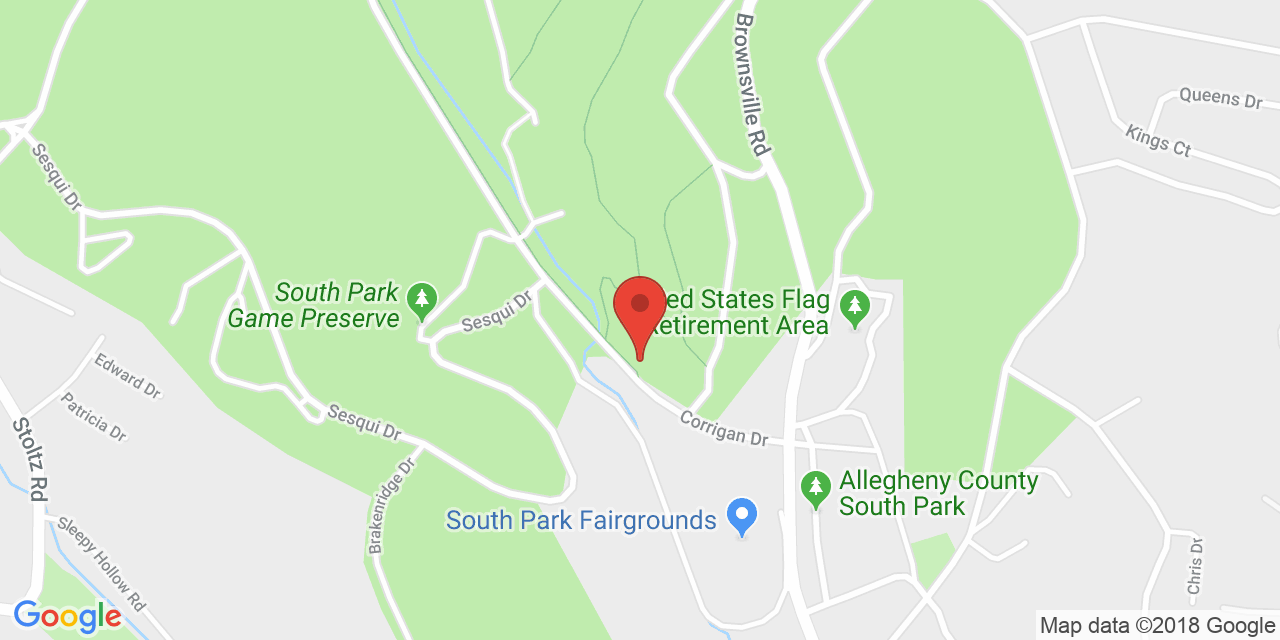 Brownsville Rd
Queens Dr
Kings Ct
Sesqui Dr
South Park
Game Preserve
Sesqui Dr
ed States Flag
Retirement Area
Edward Dr
Patricia Dr
Stoltz Rd
Sesqui Dr
Corrigan Dr
Brakenridge Dr
Allegheny County
South Park
South Park Fairgrounds
Sleepy Hollow Rd
Chris Dr
Google
Map data ©2018 Google